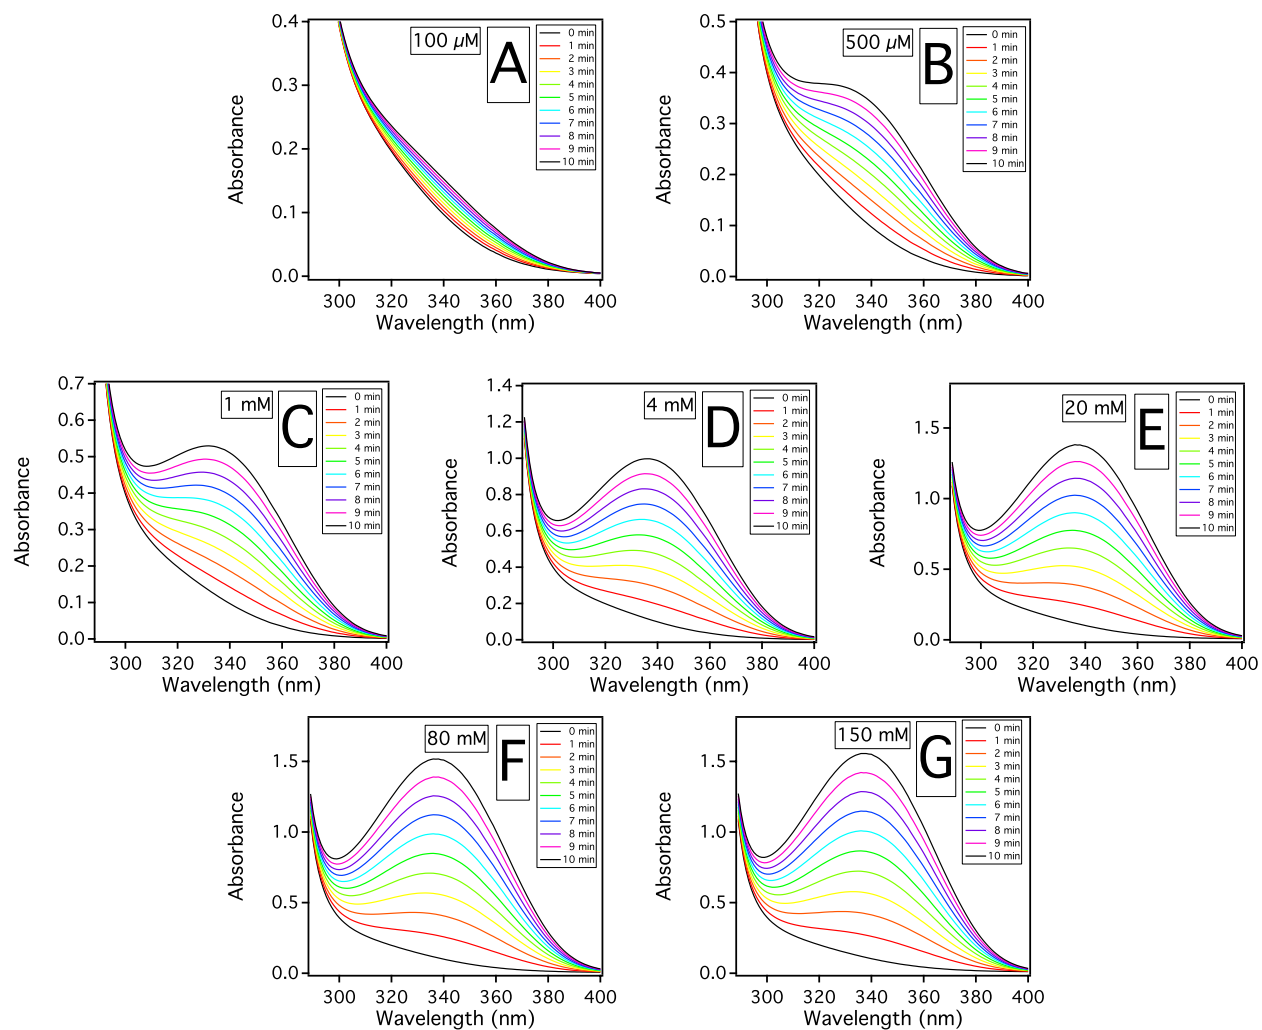 100 µM
A
0 min
1 min
2 min
3 min
4 min
5 min
6 min
7 min
8 min
9 min
10 min
0.4
0.3
0.2
0.1
0.0
Absorbance
300 320 340 360 380 400
Wavelength (nm)
500 µM
B
0 min
1 min
2 min
3 min
4 min
5 min
6 min
7 min
8 min
9 min
10 min
0.5
0.4
0.3
0.2
0.1
0.0
Absorbance
300 320 340 360 380 400
Wavelength (nm)
1 mM
C
0 min
1 min
2 min
3 min
4 min
5 min
6 min
7 min
8 min
9 min
10 min
0.7
0.6
0.5
0.4
0.3
0.2
0.1
0.0
Absorbance
300 320 340 360 380 400
Wavelength (nm)
4 mM
D
0 min
1 min
2 min
3 min
4 min
5 min
6 min
7 min
8 min
9 min
10 min
1.4
1.2
1.0
0.8
0.6
0.4
0.2
0.0
Absorbance
300 320 340 360 380 400
Wavelength (nm)
20 mM
E
0 min
1 min
2 min
3 min
4 min
5 min
6 min
7 min
8 min
9 min
10 min
1.5
1.0
0.5
0.0
Absorbance
300 320 340 360 380 400
Wavelength (nm)
80 mM
F
0 min
1 min
2 min
3 min
4 min
5 min
6 min
7 min
8 min
9 min
10 min
1.5
1.0
0.5
0.0
Absorbance
300 320 340 360 380 400
Wavelength (nm)
150 mM
G
0 min
1 min
2 min
3 min
4 min
5 min
6 min
7 min
8 min
9 min
10 min
1.5
1.0
0.5
0.0
Absorbance
300 320 340 360 380 400
Wavelength (nm)